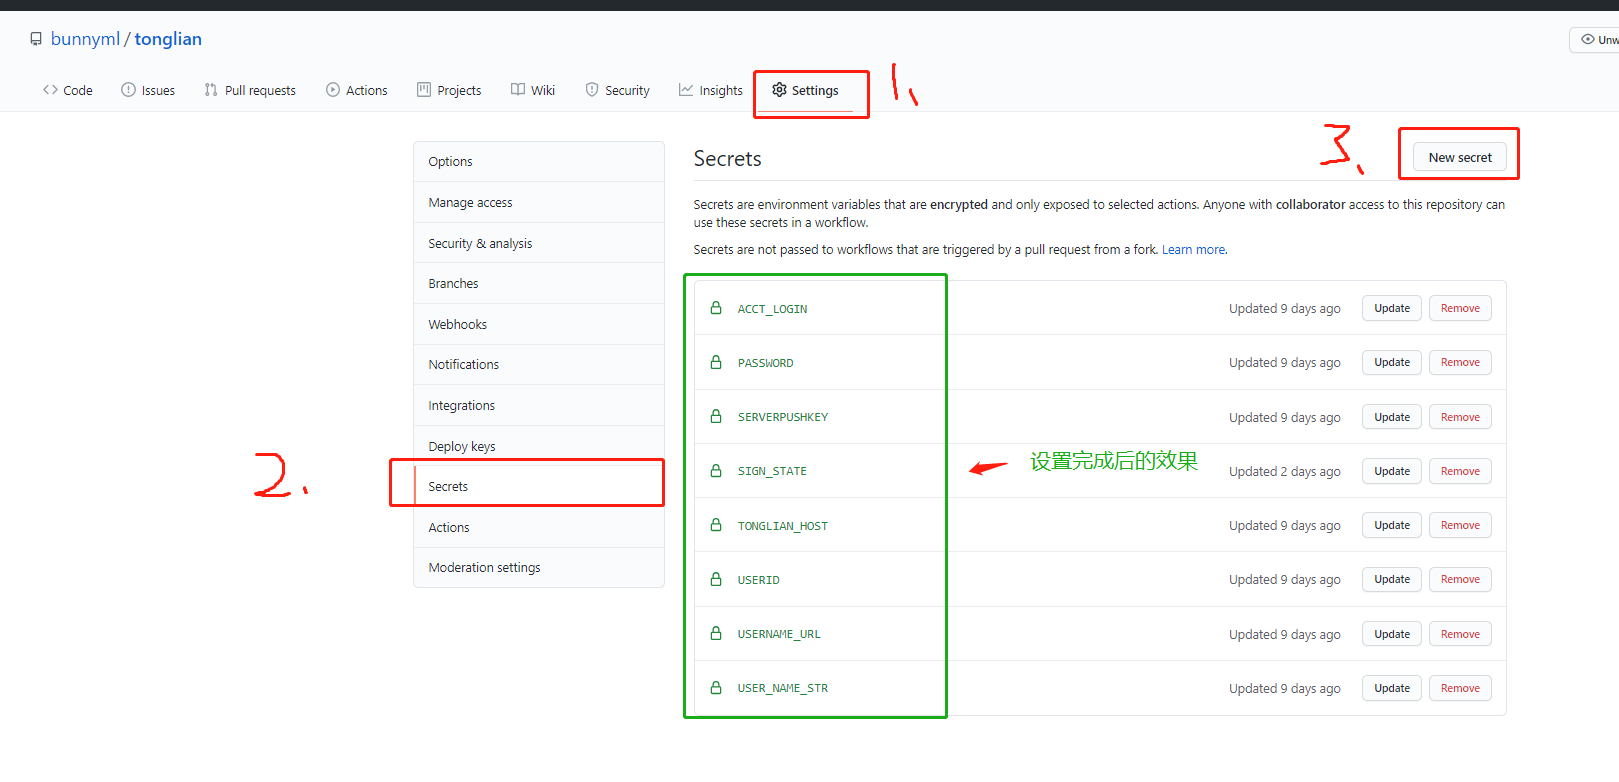 bunnyml / tonglian
Unw
Code Issues Pull requests Actions Projects Wiki Security Insights Settings
1、
3、
New secret
Options
Manage access
Security & analysis
Branches
Webhooks
Notifications
Integrations
Deploy keys
2.
Secrets
Actions
Moderation settings
Secrets
Secrets are environment variables that are encrypted and only exposed to selected actions. Anyone with collaborator access to this repository can
use these secrets in a workflow.
Secrets are not passed to workflows that are triggered by a pull request from a fork. Learn more.
ACCT_LOGIN Updated 9 days ago Update Remove
PASSWORD Updated 9 days ago Update Remove
SERVERPUSHKEY Updated 9 days ago Update Remove
设置完成后的效果
SIGN_STATE Updated 2 days ago Update Remove
TONGLIAN_HOST Updated 9 days ago Update Remove
USERID Updated 9 days ago Update Remove
USERNAME_URL Updated 9 days ago Update Remove
USER_NAME_STR Updated 9 days ago Update Remove